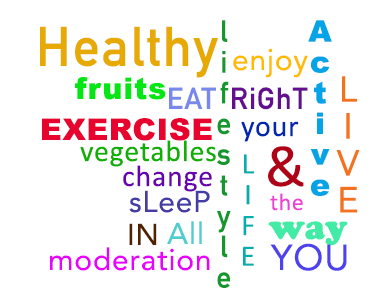 Healthy
lifestyle
enjoy
Active
fruits
EAT RiGhT
LIVE
EXERCISE
your
vegetables
LIFE
&
change
the
sLeeP
way
IN All
YOU
moderation